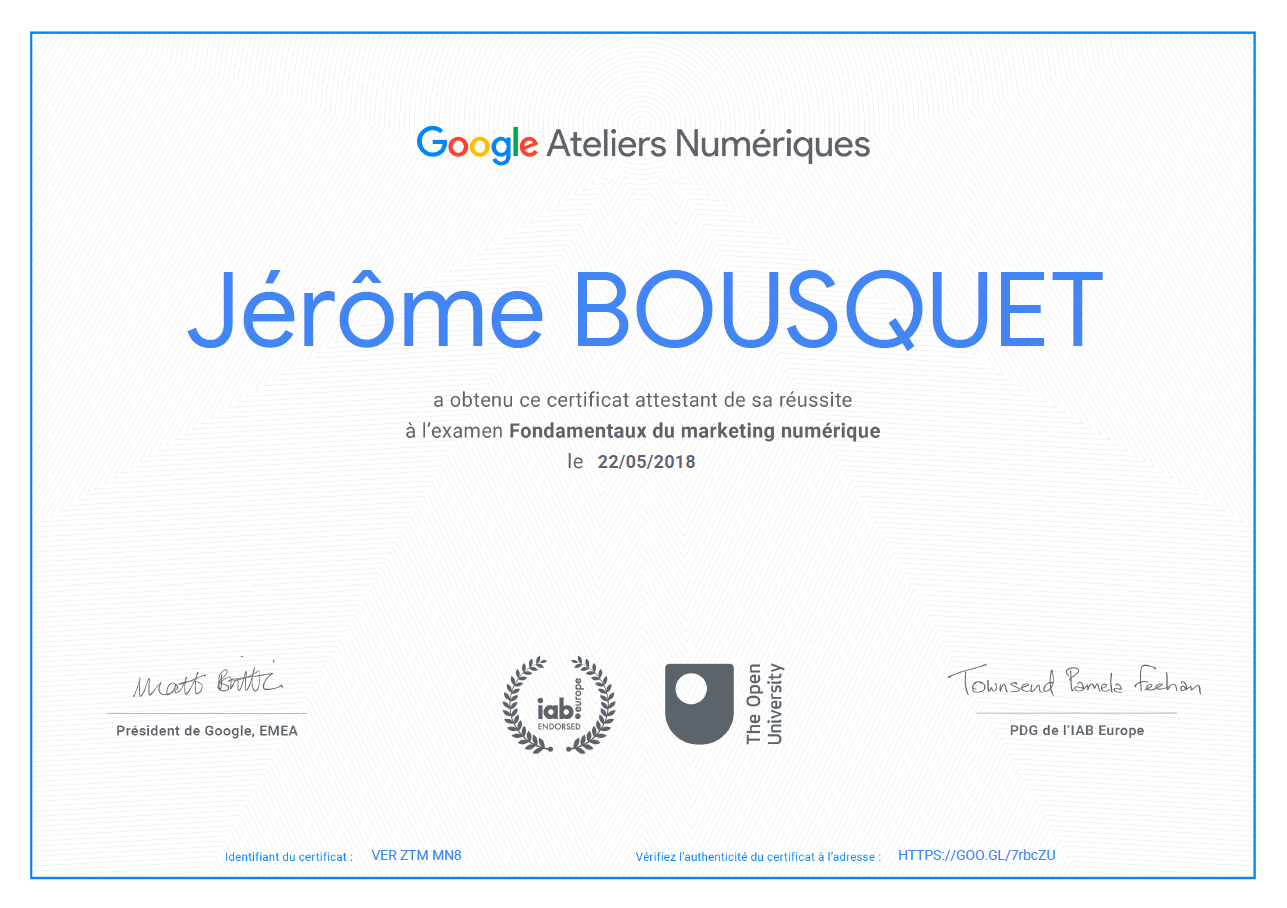 Google Ateliers Numériques
Jérôme BOUSQUET
a obtenu ce certificat attestant de sa réussite
à l'examen Fondamentaux du marketing numérique
le 22/05/2018
Matt Brittin
Président de Google, EMEA
iab.
europe
ENDORSED
The Open
University
Townsend Pamela Feehan
PDG de l'IAB Europe
Identifiant du certificat : VER ZTM MN8
Vérifiez l'authenticité du certificat à l'adresse : HTTPS://GOO.GL/7rbcZU